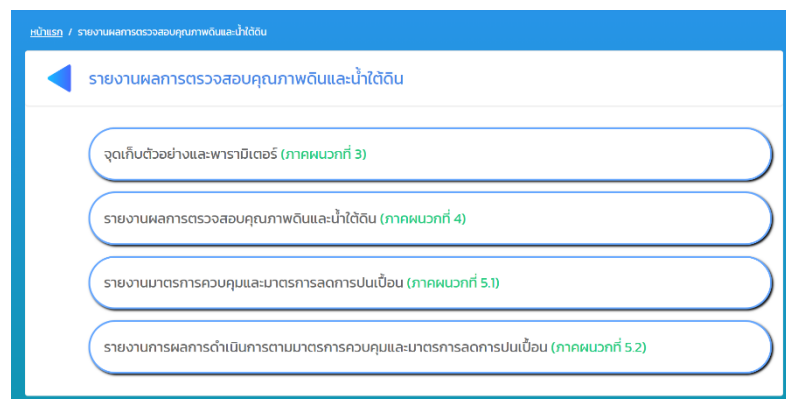 หน้าแรก / รายงานผลการตรวจสอบคุณภาพดินและน้ำใต้ดิน
รายงานผลการตรวจสอบคุณภาพดินและน้ำใต้ดิน
จุดเก็บตัวอย่างและพารามิเตอร์ (ภาคผนวกที่ 3)
รายงานผลการตรวจสอบคุณภาพดินและน้ำใต้ดิน (ภาคผนวกที่ 4)
รายงานมาตรการควบคุมและมาตรการลดการปนเปื้อน (ภาคผนวกที่ 5.1)
รายงานการผลการดำเนินการตามมาตรการควบคุมและมาตรการลดการปนเปื้อน (ภาคผนวกที่ 5.2)